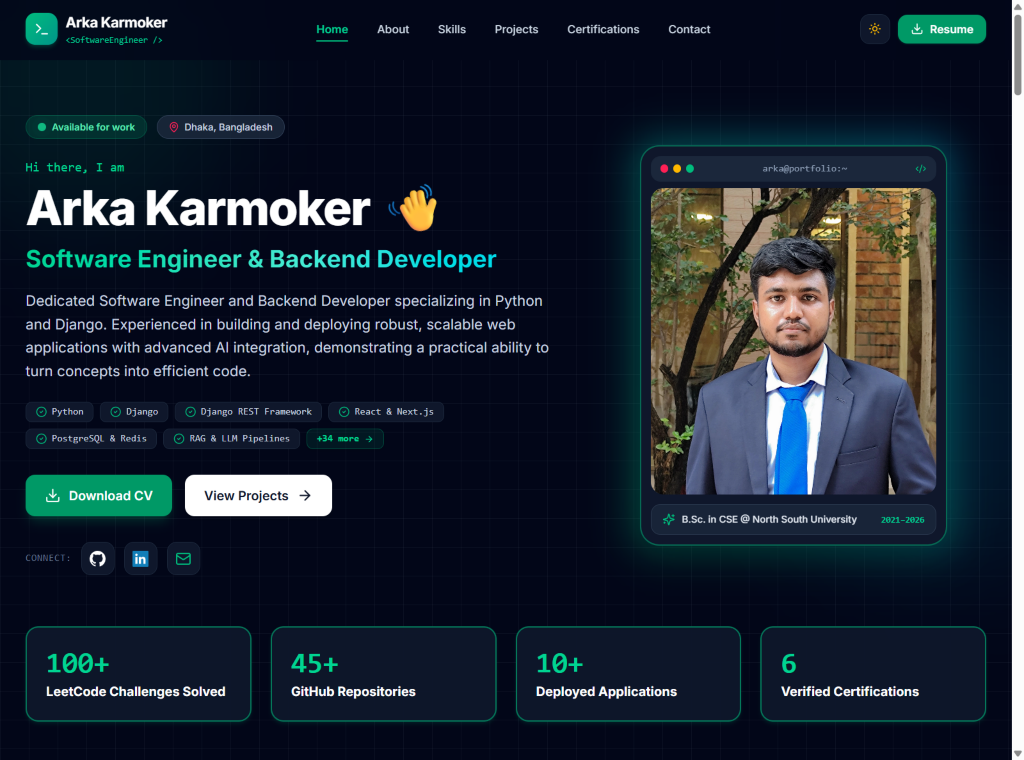 Arka Karmoker
<SoftwareEngineer />
Home
About
Skills
Projects
Certifications
Contact
Resume
Available for work
Dhaka, Bangladesh
Hi there, I am
Arka Karmoker
Software Engineer & Backend Developer
Dedicated Software Engineer and Backend Developer specializing in Python
and Django. Experienced in building and deploying robust, scalable web
applications with advanced AI integration, demonstrating a practical ability to
turn concepts into efficient code.
Python
Django
Django REST Framework
React & Next.js
PostgreSQL & Redis
RAG & LLM Pipelines
+34 more →
Download CV
View Projects →
CONNECT:
in
arka@portfolio:~
</>
B.Sc. in CSE @ North South University
2021–2026
100+
LeetCode Challenges Solved
45+
GitHub Repositories
10+
Deployed Applications
6
Verified Certifications